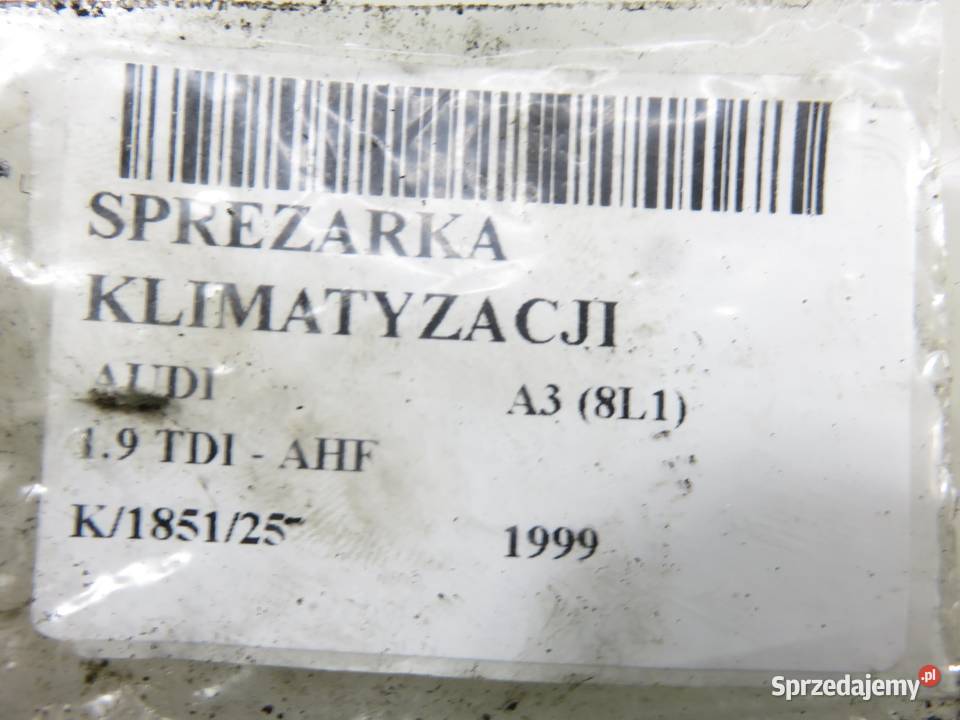 SPREZARKA
KLIMATYZACJI
AUDI A3 (8L1)
1.9 TDI - AHF
K/1851/25 1999
Sprzedajemy.pl